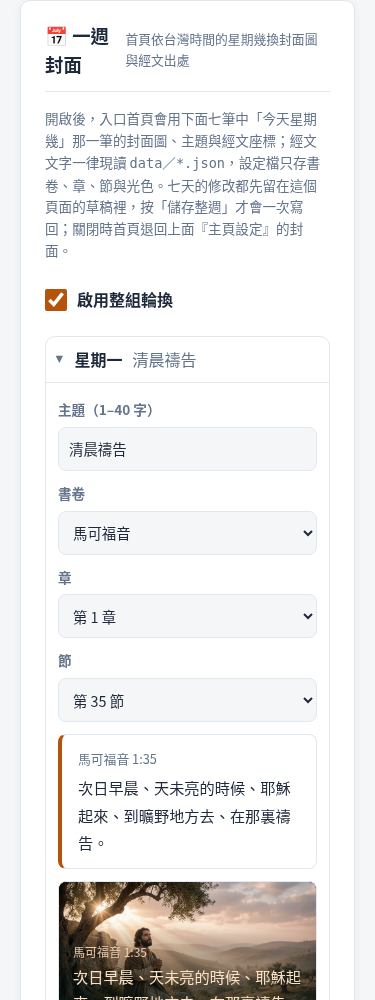 📅 一週封面
首頁依台灣時間的星期幾換封面圖與經文出處
開啟後，入口首頁會用下面七筆中「今天星期
幾」那一筆的封面圖、主題與經文座標；經文
文字一律現讀 data／*.json，設定檔只存書
卷、章、節與光色。七天的修改都先留在這個
頁面的草稿裡，按「儲存整週」才會一次寫
回；關閉時首頁退回上面『主頁設定』的封
面。
啟用整組輪換
▾ 星期一 清晨禱告
主題（1–40 字）
清晨禱告
書卷
馬可福音
章
第 1 章
節
第 35 節
馬可福音 1:35
次日早晨、天未亮的時候、耶穌
起來、到曠野地方去、在那裏禱
告。
馬可福音 1:35
次日早晨、天未亮的時候、耶穌起